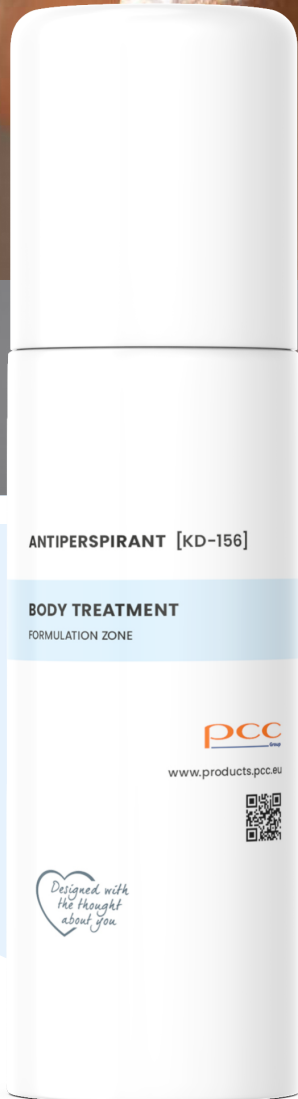 ANTIPERSPIRANT [KD-156]
BODY TREATMENT
FORMULATION ZONE
pcc
Group
www.products.pcc.eu
Designed with
the thought
about you